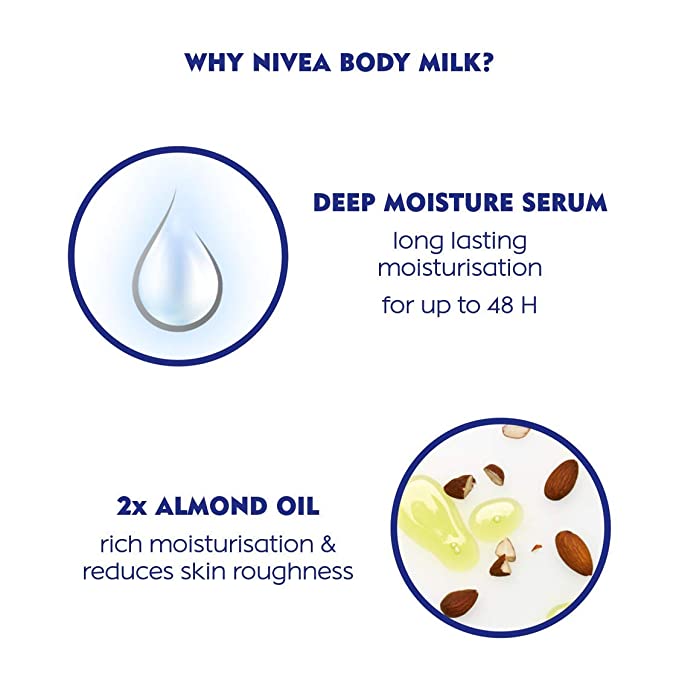 WHY NIVEA BODY MILK?
DEEP MOISTURE SERUM
long lasting
moisturisation
for up to 48 H
2x ALMOND OIL
rich moisturisation &
reduces skin roughness